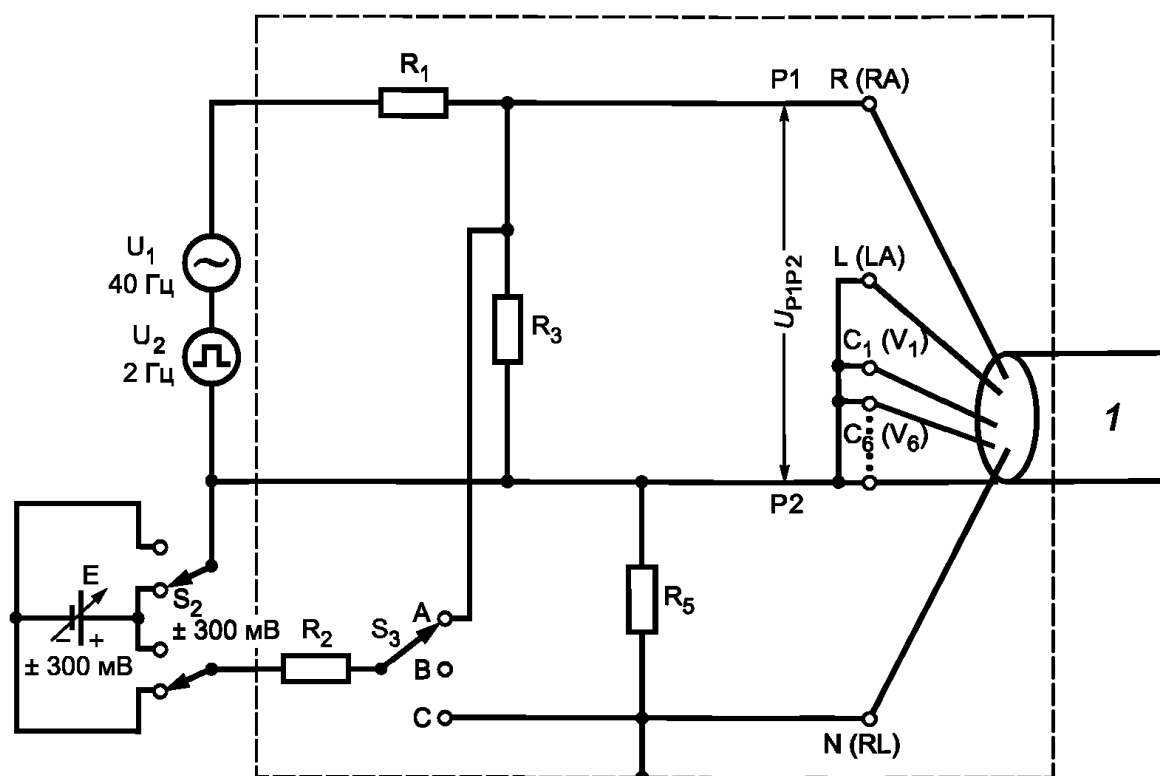 R1
P1
R (RA)
U1
40 Гц
U2
2 Гц
R3
UP1P2
L (LA)
C1 (V1)
C6 (V6)
1
P2
E
S2
± 300 мВ
− +
± 300 мВ
R2
S3
A
B
C
R5
N (RL)